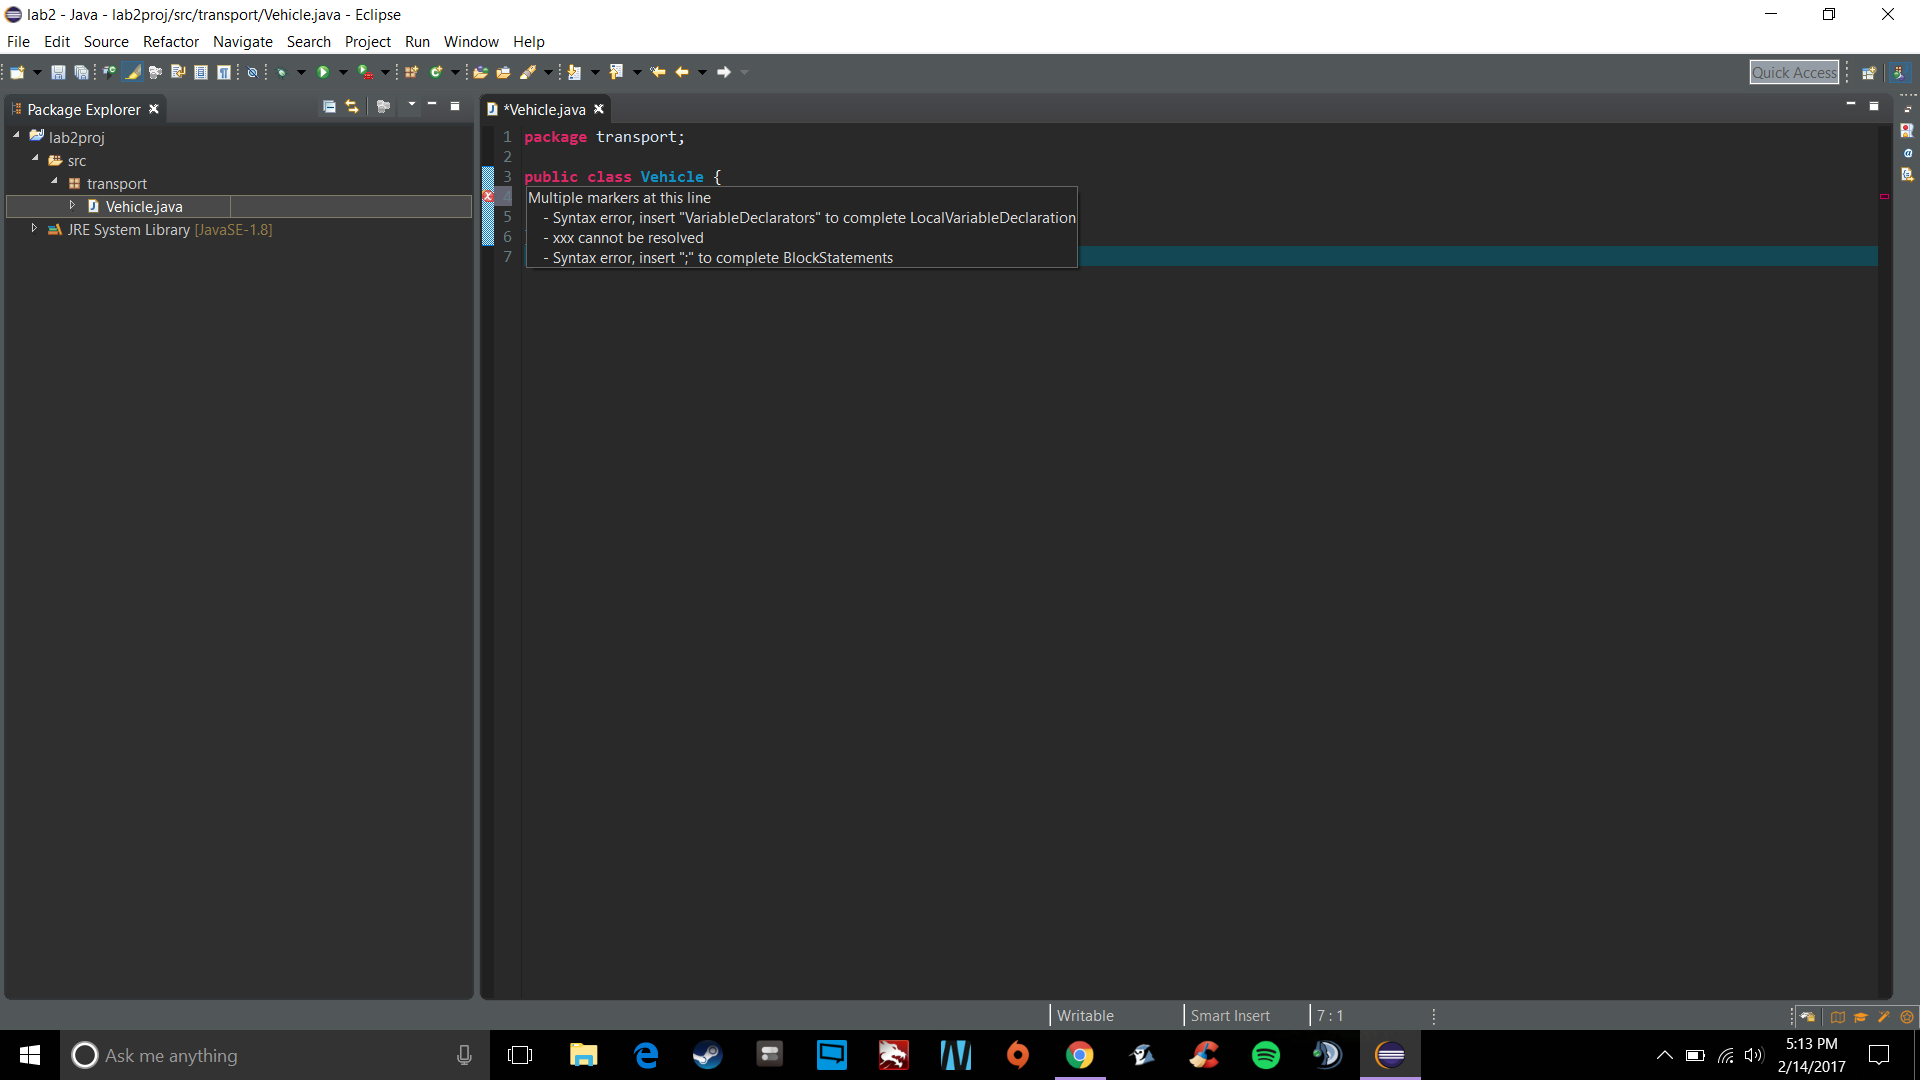 lab2 - Java - lab2proj/src/transport/Vehicle.java - Eclipse
File Edit Source Refactor Navigate Search Project Run Window Help
Quick Access
Package Explorer
*Vehicle.java
lab2proj
src
transport
Vehicle.java
JRE System Library [JavaSE-1.8]
1 package transport;
2
3 public class Vehicle {
4
Multiple markers at this line
- Syntax error, insert "VariableDeclarators" to complete LocalVariableDeclaration
5
- xxx cannot be resolved
6
- Syntax error, insert ";" to complete BlockStatements
7
Writable Smart Insert 7 : 1
Ask me anything
5:13 PM
2/14/2017